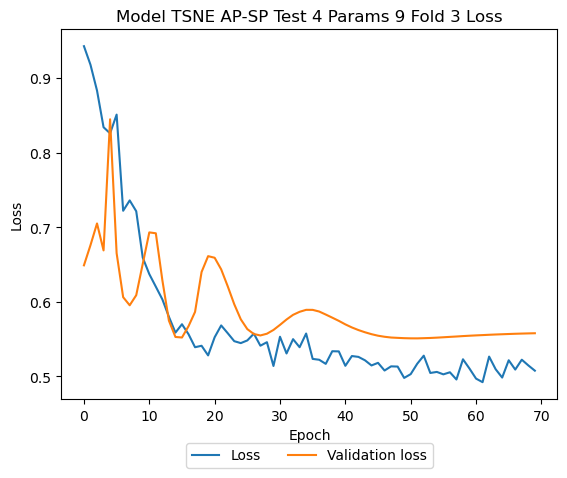 Model TSNE AP-SP Test 4 Params 9 Fold 3 Loss
0.9
0.8
0.7
0.6
0.5
Loss
0 10 20 30 40 50 60 70
Epoch
Loss Validation loss